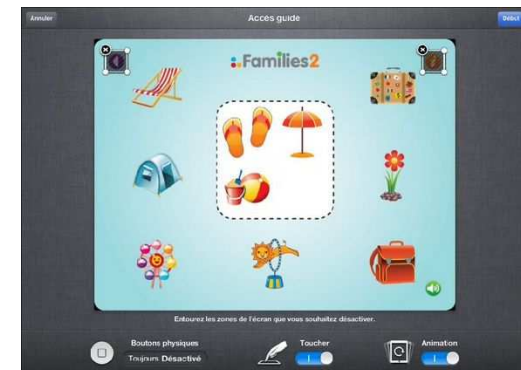 Annuler
Accès guidé
Début
Families2
Entourez les zones de l'écran que vous souhaitez désactiver.
Boutons physiques
Toujours Désactivé
Toucher
Animation